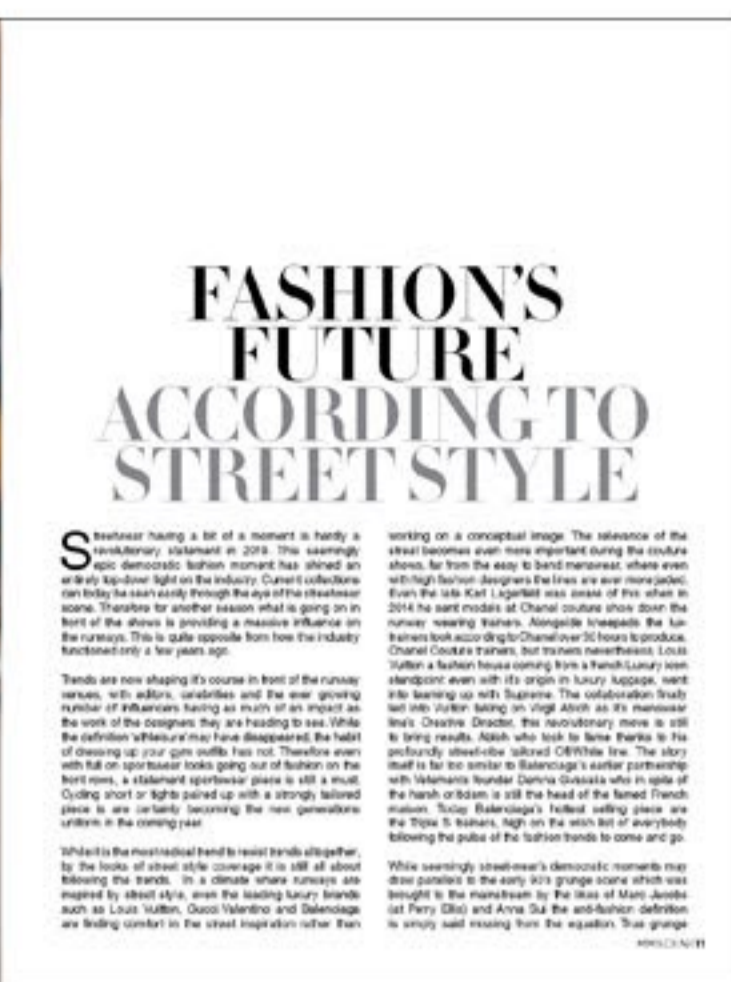 FASHION'S
FUTURE
ACCORDING TO
STREET STYLE
Streetwear having a bit of a moment is hardly a
revolutionary statement in 2019. This seemingly
epic democratic fashion moment has shined an
entirely top-down light on the industry. Current collections
can today be seen easily through the eye of the streetwear
scene. Therefore for another season what is going on in
front of the shows is providing a massive influence on
the runways. This is quite opposite from how the industry
functioned only a few years ago.
Trends are now shaping it's course in front of the runway
venues, with editors, celebrities and the ever growing
number of influencers having as much of an impact as
the work of the designers they are heading to see. While
the definition 'athleisure' may have disappeared, the habit
of dressing up your gym outfits has not. Therefore even
with full on sportswear looks going out of fashion on the
front rows, a statement sportswear piece is still a must.
Cycling short or tights paired up with a strongly tailored
piece is are certainly becoming the new generations
uniform in the coming year.
While it is the most radical trend to resist trends all together,
by the looks of street style coverage it is still all about
following the trends. In a climate where runways are
inspired by street style, even the leading luxury brands
such as Louis Vuitton, Gucci Valentino and Balenciaga
are finding comfort in the street inspiration rather than
working on a conceptual image. The relevance of the
street becomes even more important during the couture
shows, far from the easy to bend menswear, where even
with high fashion designers the lines are ever more jaded.
Even the late Karl Lagerfeld was aware of this when in
2014 he sent models at Chanel couture show down the
runway wearing trainers. Alongside kneepads the lux-
trainers took according to Chanel over 30 hours to produce.
Chanel Couture trainers, but trainers nevertheless. Louis
Vuitton a fashion house coming from a french Luxury icon
standpoint even with it's origin in luxury luggage, went
into teaming up with Supreme. The collaboration finally
led into Vuitton taking on Virgil Abloh as it's menswear
line's Creative Director, this revolutionary move is still
to bring results. Abloh who took to fame thanks to his
profoundly street-vibe tailored Off/White line. The story
itself is far too similar to Balenciaga's earlier partnership
with Vetements founder Demna Gvasalia who in spite of
the harsh criticism is still the head of the famed French
maison. Today Balenciaga's hottest selling piece are
the Triple S trainers, high on the wish list of everybody
following the pulse of the fashion trends to come and go.
While seemingly street-wear's democratic moments may
draw parallels to the early 90's grunge scene which was
brought to the mainstream by the likes of Marc Jacobs
(at Perry Ellis) and Anna Sui the anti-fashion definition
is simply said missing from the equation. True grunge
11